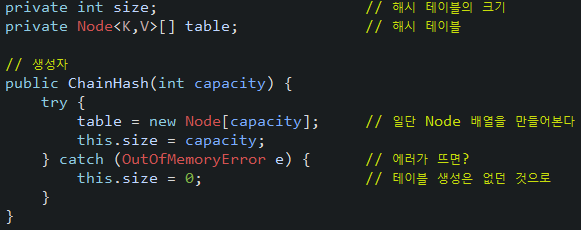 private int size; // 해시 테이블의 크기
private Node<K,V>[] table; // 해시 테이블
// 생성자
public ChainHash(int capacity) {
try {
table = new Node[capacity]; // 일단 Node 배열을 만들어본다
this.size = capacity;
} catch (OutOfMemoryError e) { // 에러가 뜨면?
this.size = 0; // 테이블 생성은 없던 것으로
}
}